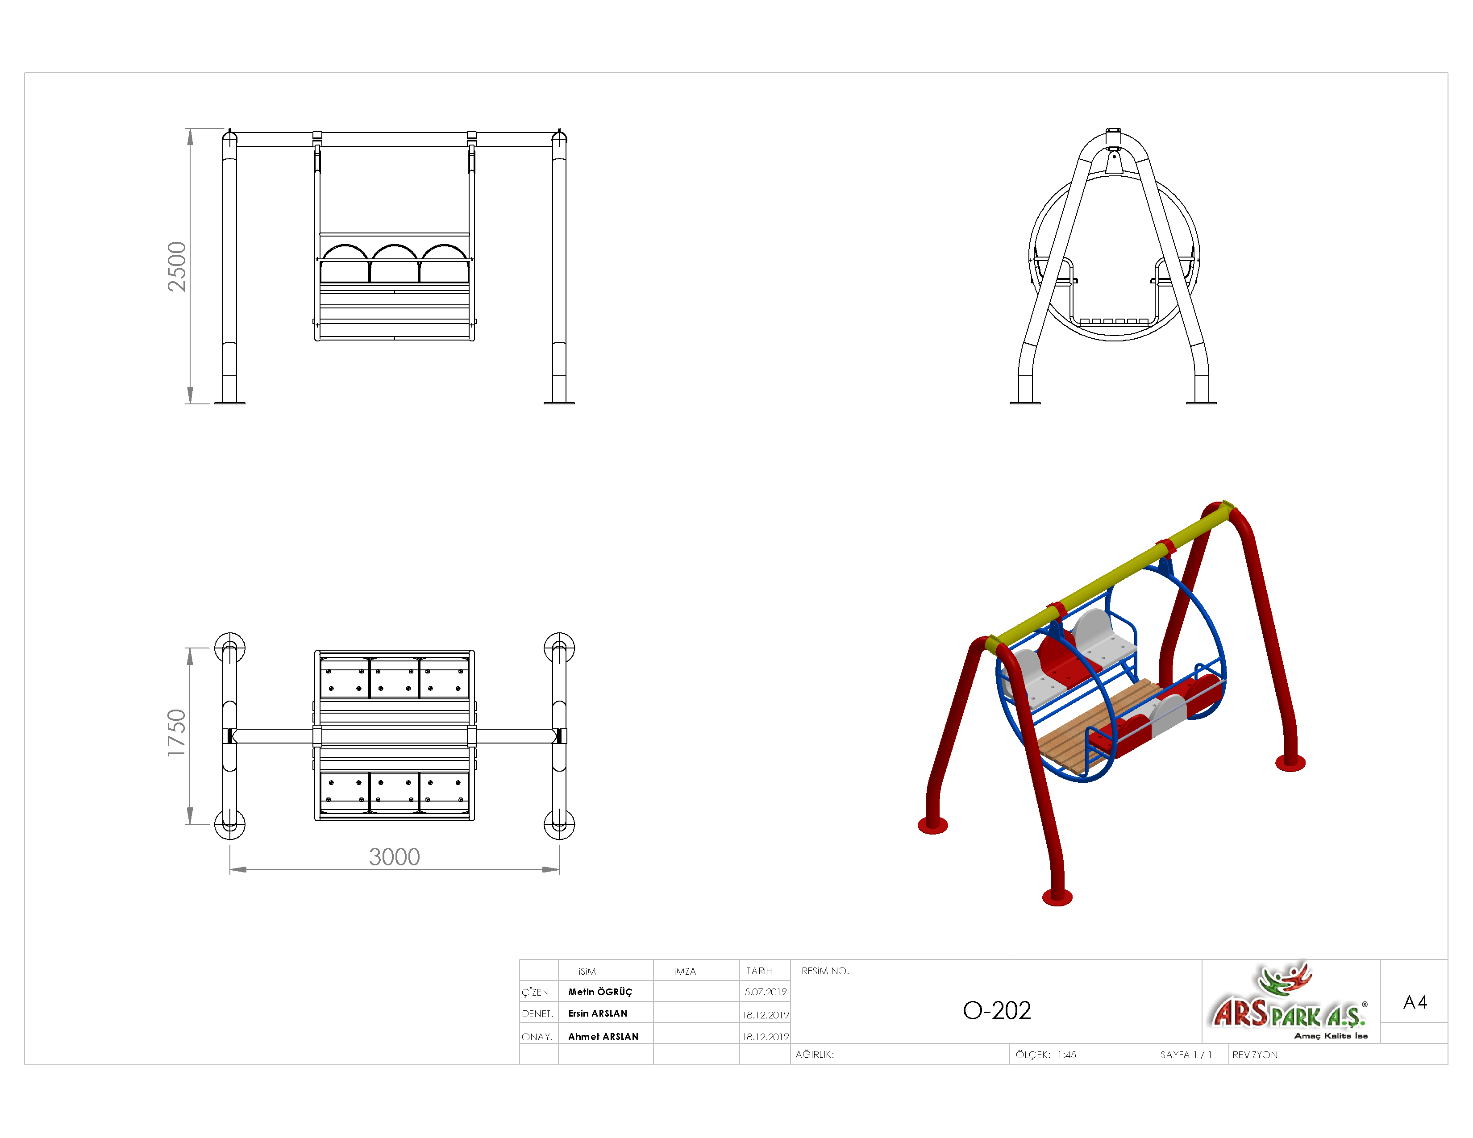 2500
1750
3000
İSİM
İMZA
TARİH
RESİM NO.
ÇİZEN
Metin ÖGRÜÇ
5.07.2019
DENET.
Ersin ARSLAN
18.12.2019
ONAY.
Ahmet ARSLAN
18.12.2019
O-202
ARSPARK A.Ş.®
Amaç Kalite İse
A4
AĞIRLIK:
ÖLÇEK: 1:45
SAYFA 1 / 1
REVİZYON